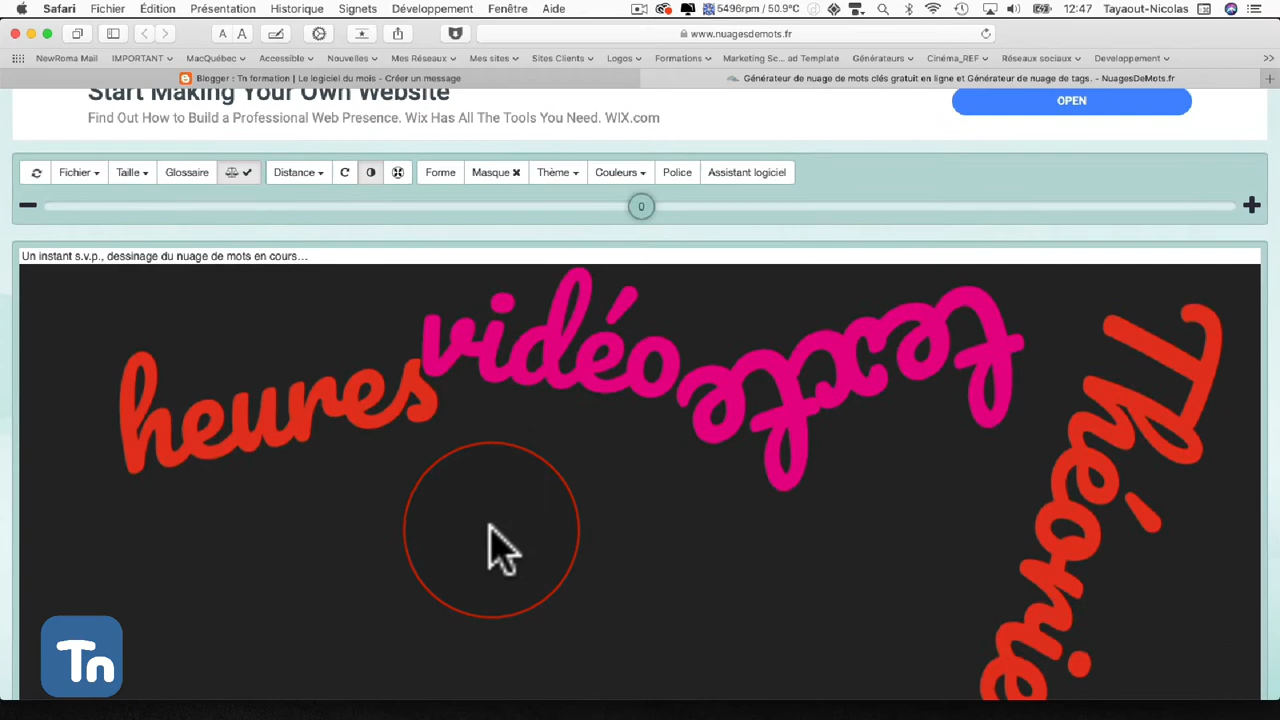 Safari Fichier Édition Présentation Historique Signets Développement Fenêtre Aide 5496rpm / 50.9°C 12:47 Tayaout-Nicolas
A A www.nuagesdemots.fr
NewRoma Mail IMPORTANT MacQuébec Accessible Nouvelles Mes Réseaux Mes sites Sites Clients Logos Formations Marketing Sc...ad Template Générateurs Cinéma_REF Réseaux sociaux Developpement
Blogger : Tn formation | Le logiciel du mois - Créer un message Générateur de nuage de mots clés gratuit en ligne et Générateur de nuage de tags. - NuagesDeMots.fr
Start Making Your Own Website
Find Out How to Build a Professional Web Presence. Wix Has All The Tools You Need. WIX.com
OPEN
Fichier Taille Glossaire Distance Forme Masque Thème Couleurs Police Assistant logiciel
0
Un instant s.v.p., dessinage du nuage de mots en cours...
heures
vidéo
texte
Théorie
Tn